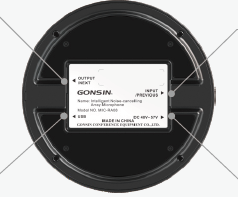 OUTPUT
/NEXT
GONSIN
INPUT
/PREVIOUS
Name: Intelligent Noise-cancelling
Array Microphone
Model NO. MIC-RA08
USB
DC 48V-57V
MADE IN CHINA
GONSIN CONFERENCE EQUIPMENT CO.,LTD.